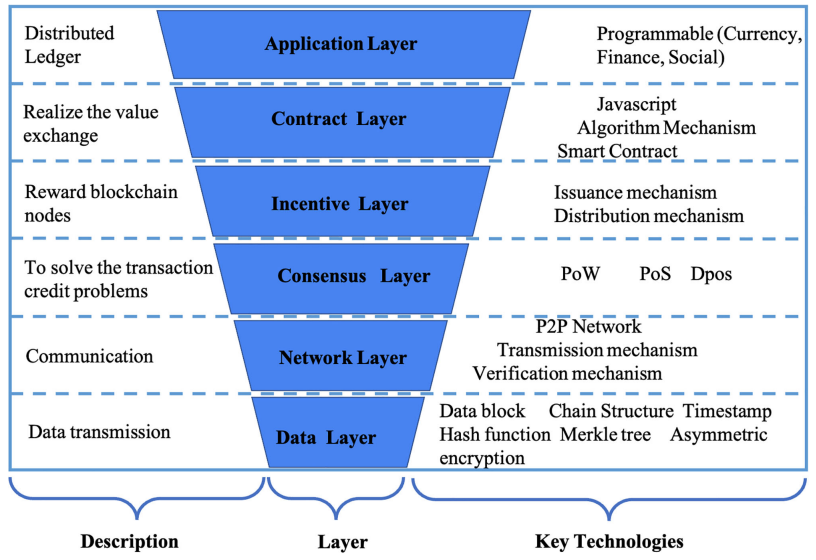 Distributed
Ledger
Application Layer
Programmable (Currency,
Finance, Social)
Realize the value
exchange
Contract Layer
Javascript
Algorithm Mechanism
Smart Contract
Reward blockchain
nodes
Incentive Layer
Issuance mechanism
Distribution mechanism
To solve the transaction
credit problems
Consensus Layer
PoW PoS Dpos
Communication
Network Layer
P2P Network
Transmission mechanism
Verification mechanism
Data transmission
Data Layer
Data block Chain Structure Timestamp
Hash function Merkle tree Asymmetric
encryption
Description Layer Key Technologies